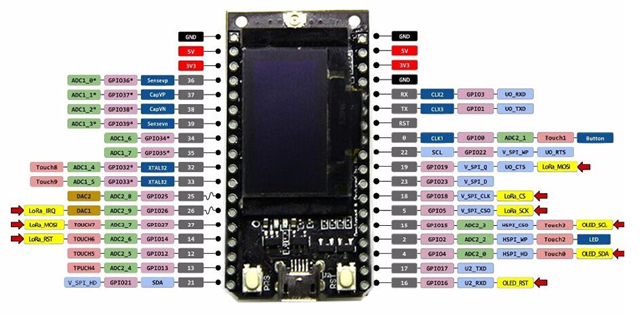 GND GND
5V 5V
3V3 3V3
ADC1_0* GPIO36* Sensevp 36 GND
ADC1_1* GPIO37* CapVP 37 RX CLK2 GPIO3 UO_RXD
ADC1_2* GPIO38* CapVN 38 TX CLK3 GPIO1 UO_TXD
ADC1_3* GPIO39* Sensevn 39 RST
ADC1_6 GPIO34* 34 0 CLK1 GPIO0 ADC2_1 Touch1 Button
ADC1_7 GPIO35* 35 22 SCL GPIO22 V_SPI_WP UO_RTS
Touch8 ADC1_4 GPIO32* XTAL32 32 19 GPIO19 V_SPI_Q UO_CTS LoRa_MOSi
Touch9 ADC1_5 GPIO33* XTAL32 33 23 GPIO23 V_SPI_D
DAC2 ADC2_8 GPIO25 25 18 GPIO18 V_SPI_CLK LoRa_CS
LoRa_IRQ DAC1 ADC2_9 GPIO26 26 5 GPIO5 V_SPI_CSO LoRa_SCK
LoRa_MOSI TOUCH7 ADC2_7 GPIO27 27 15 GPIO15 ADC2_3 HSPI_CSO Touch3 OLED_SCL
LoRa_RST TOUCH6 ADC2_6 GPIO14 14 2 GPIO2 ADC2_2 HSPI_WP Touch2 LED
TOUCH5 ADC2_5 GPIO12 12 4 GPIO4 ADC2_0 HSPI_HD Touch0 OLED_SDA
TPUCH4 ADC2_4 GPIO13 13 17 GPIO17 U2_TXD
V_SPI_HD GPIO21 SDA 21 16 GPIO16 U2_RXD OLED_RST